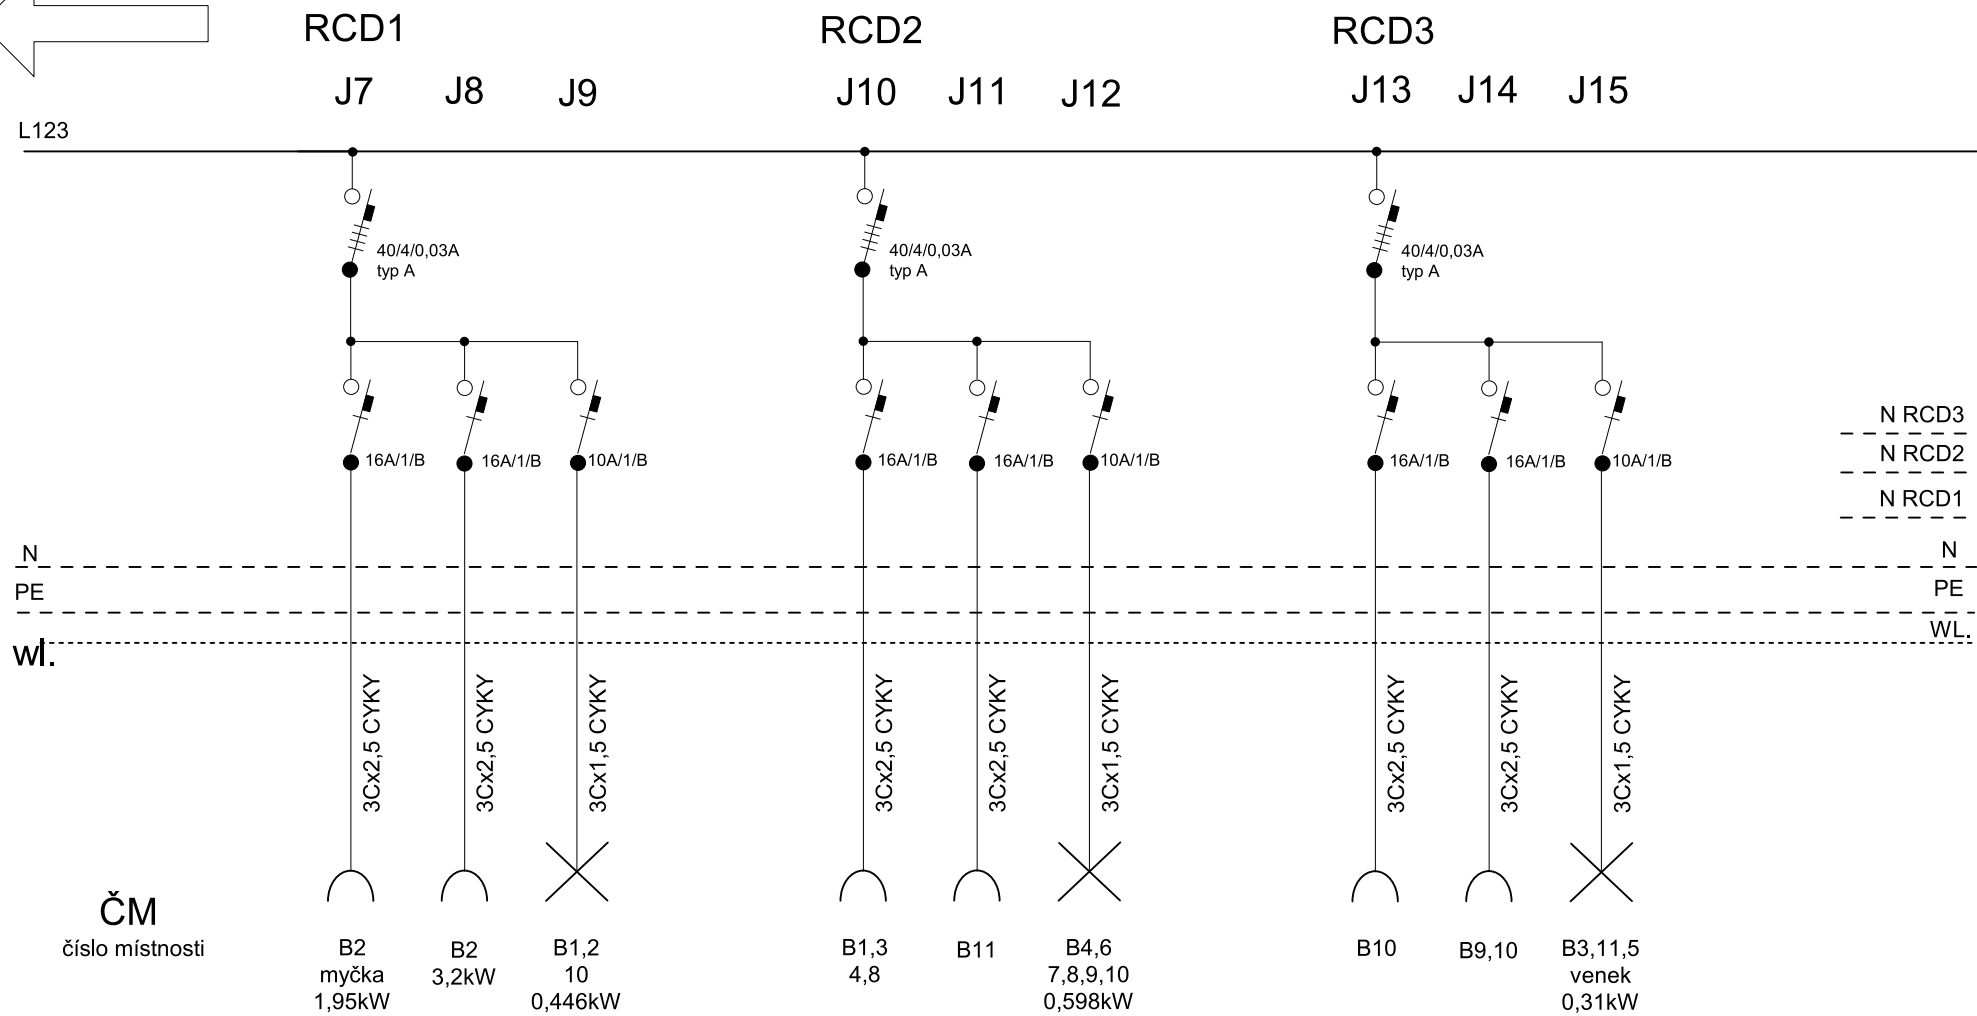 RCD1 RCD2 RCD3
J7 J8 J9 J10 J11 J12 J13 J14 J15
L123
40/4/0,03A
typ A
40/4/0,03A
typ A
40/4/0,03A
typ A
16A/1/B 16A/1/B 10A/1/B 16A/1/B 16A/1/B 10A/1/B 16A/1/B 16A/1/B 10A/1/B
N RCD3
N RCD2
N RCD1
N N
PE PE
wl. WL.
3Cx2,5 CYKY
3Cx2,5 CYKY
3Cx1,5 CYKY
3Cx2,5 CYKY
3Cx2,5 CYKY
3Cx1,5 CYKY
3Cx2,5 CYKY
3Cx2,5 CYKY
3Cx1,5 CYKY
ČM
číslo místnosti
B2
myčka
1,95kW
B2
3,2kW
B1,2
10
0,446kW
B1,3
4,8
B11
B4,6
7,8,9,10
0,598kW
B10
B9,10
B3,11,5
venek
0,31kW